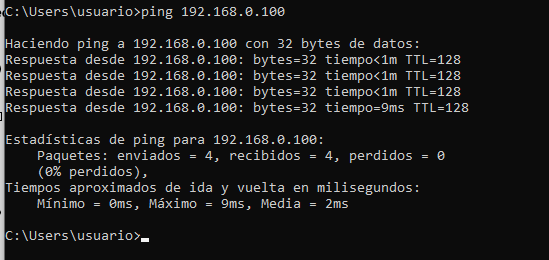 C:\Users\usuario>ping 192.168.0.100
Haciendo ping a 192.168.0.100 con 32 bytes de datos:
Respuesta desde 192.168.0.100: bytes=32 tiempo<1m TTL=128
Respuesta desde 192.168.0.100: bytes=32 tiempo<1m TTL=128
Respuesta desde 192.168.0.100: bytes=32 tiempo<1m TTL=128
Respuesta desde 192.168.0.100: bytes=32 tiempo=9ms TTL=128
Estadísticas de ping para 192.168.0.100:
Paquetes: enviados = 4, recibidos = 4, perdidos = 0
(0% perdidos),
Tiempos aproximados de ida y vuelta en milisegundos:
Mínimo = 0ms, Máximo = 9ms, Media = 2ms
C:\Users\usuario>